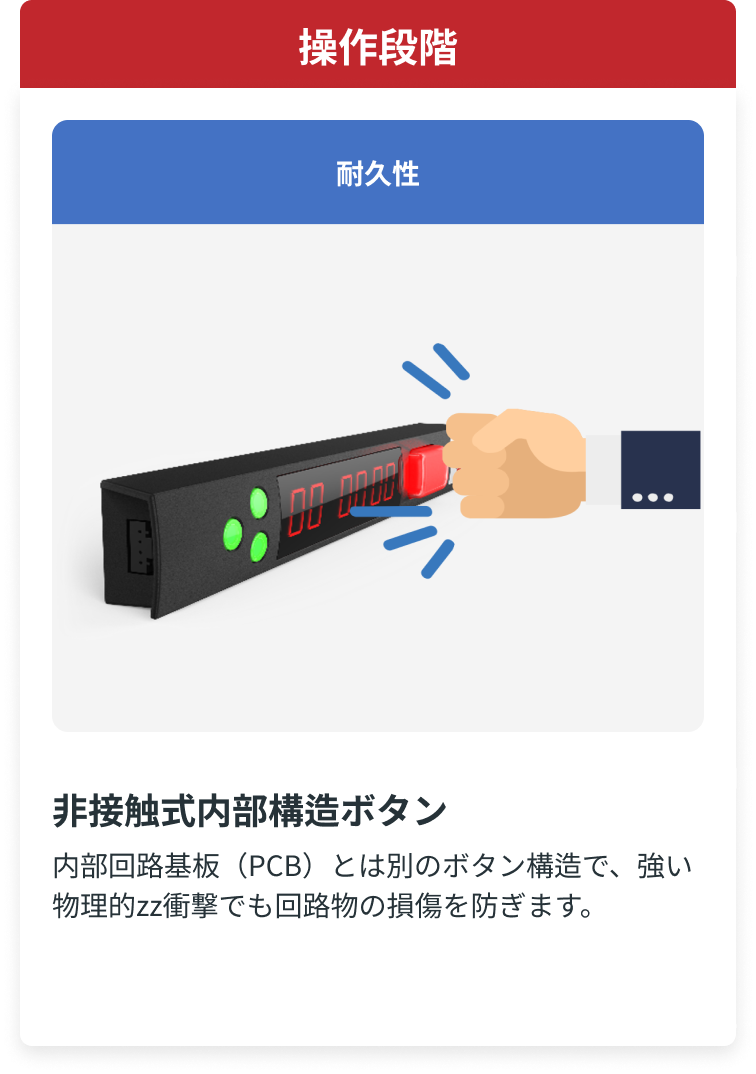 操作段階
耐久性
00 0000
非接触式内部構造ボタン
内部回路基板（PCB）とは別のボタン構造で、強い
物理的zz衝撃でも回路物の損傷を防ぎます。